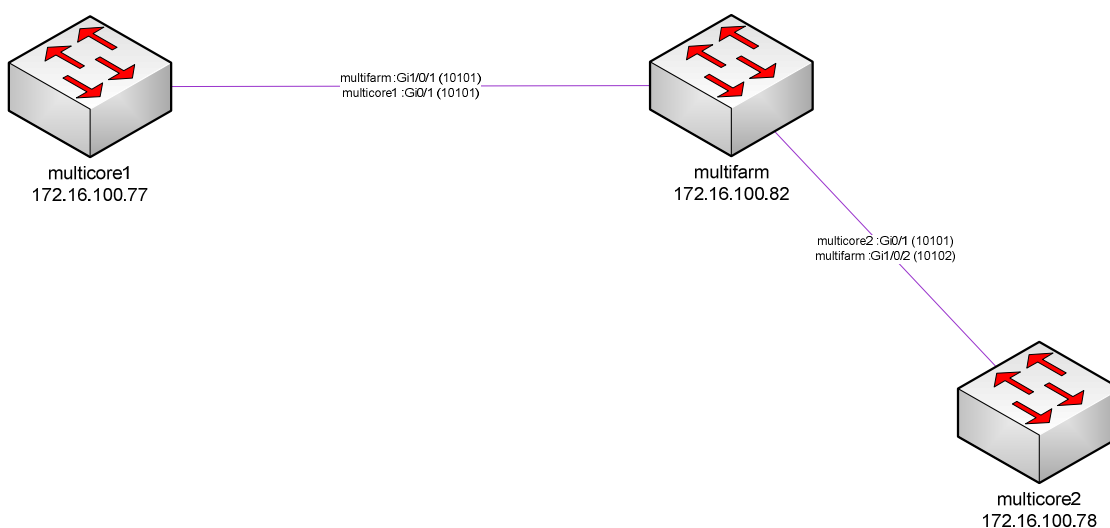 multifarm :Gi1/0/1 (10101)
multicore1 :Gi0/1 (10101)
multicore1
172.16.100.77
multifarm
172.16.100.82
multicore2 :Gi0/1 (10101)
multifarm :Gi1/0/2 (10102)
multicore2
172.16.100.78